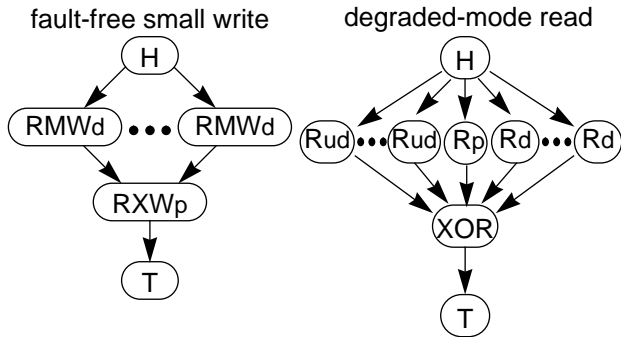 fault-free small write
H
RMWd ••• RMWd
RXWp
T
degraded-mode read
H
Rud ••• Rud Rp Rd ••• Rd
XOR
T